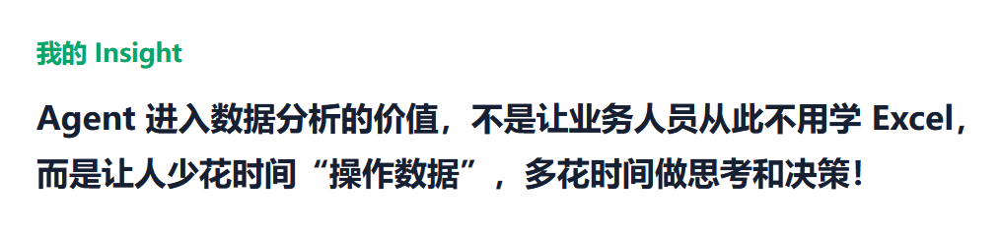 我的 Insight
Agent 进入数据分析的价值，不是让业务人员从此不用学 Excel，
而是让人少花时间“操作数据”，多花时间做思考和决策！